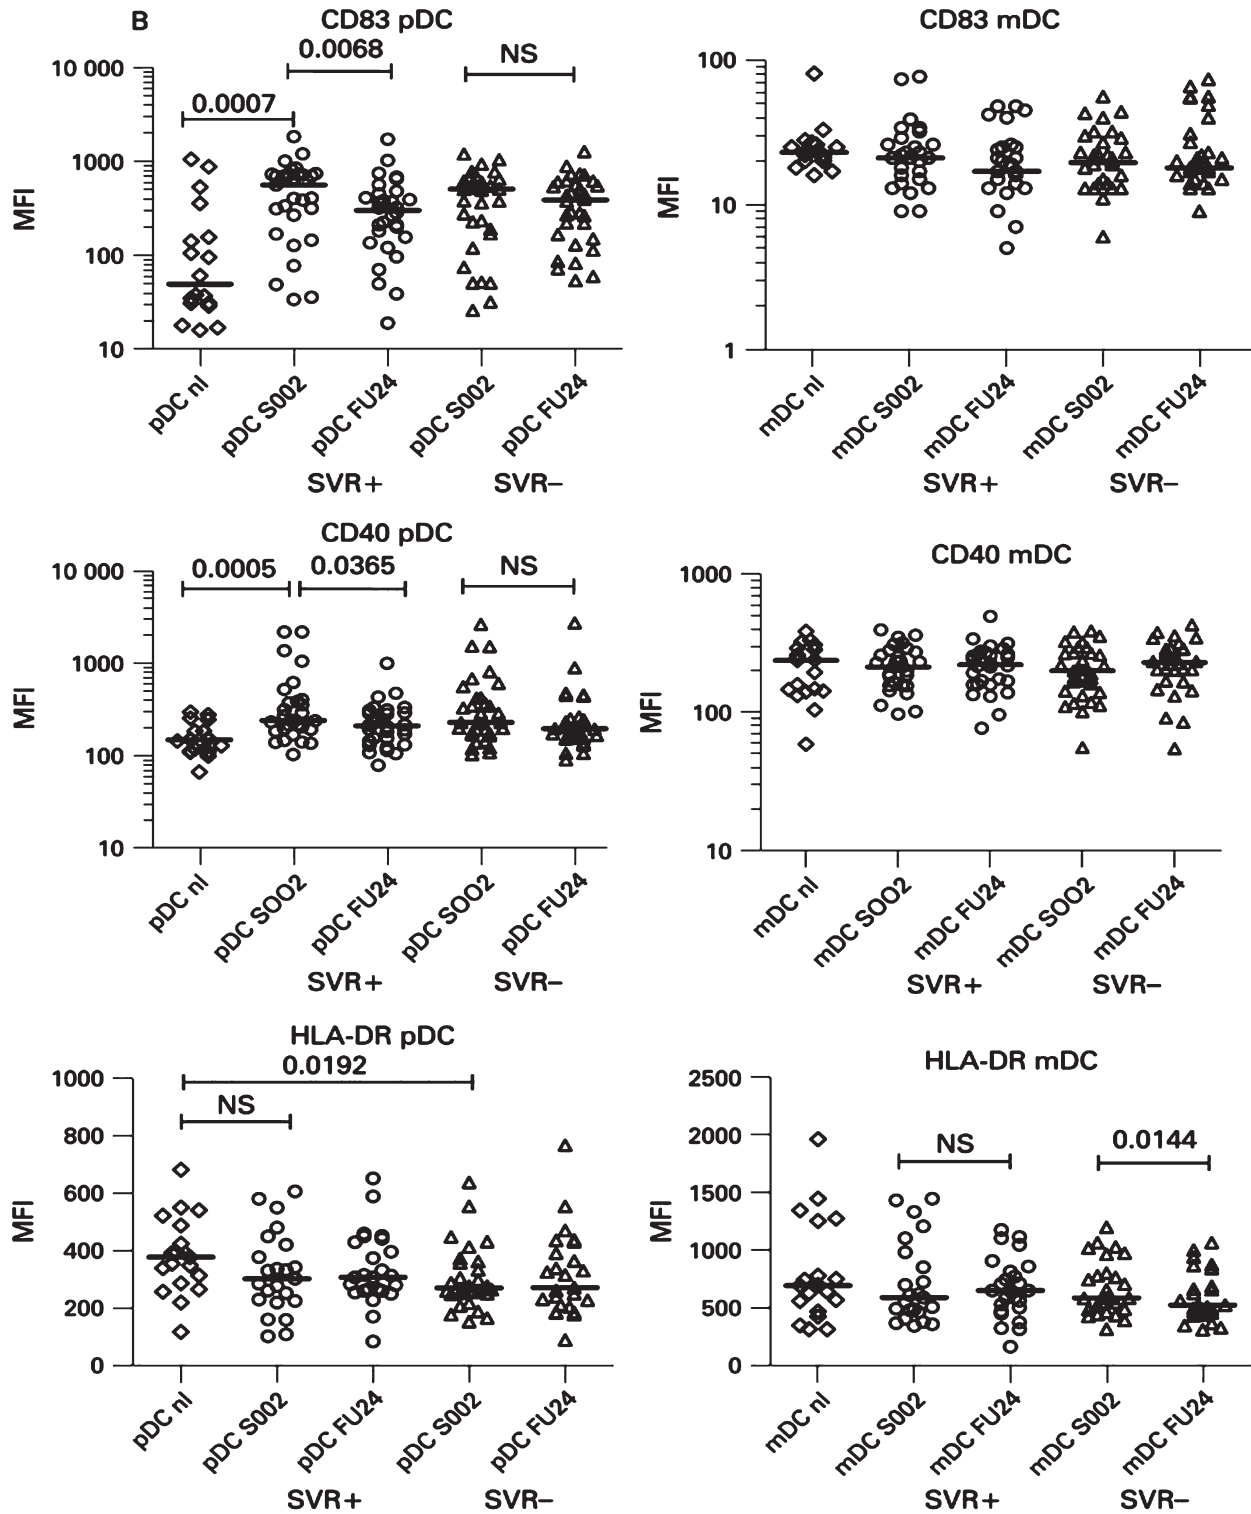 B
CD83 pDC
0.0068
NS
0.0007
10 000
1000
100
10
MFI
pDC nl
pDC S002
pDC FU24
pDC S002
pDC FU24
SVR+
SVR–
CD83 mDC
100
10
1
MFI
mDC nl
mDC S002
mDC FU24
mDC S002
mDC FU24
SVR+
SVR–
CD40 pDC
0.0005
0.0365
NS
10 000
1000
100
10
MFI
pDC nl
pDC SOO2
pDC FU24
pDC SOO2
pDC FU24
SVR+
SVR–
CD40 mDC
1000
100
10
MFI
mDC nl
mDC SOO2
mDC FU24
mDC SOO2
mDC FU24
SVR+
SVR–
HLA-DR pDC
0.0192
NS
1000
800
600
400
200
0
MFI
pDC nl
pDC S002
pDC FU24
pDC S002
pDC FU24
SVR+
SVR–
HLA-DR mDC
NS
0.0144
2500
2000
1500
1000
500
0
MFI
mDC nl
mDC S002
mDC FU24
mDC S002
mDC FU24
SVR+
SVR–